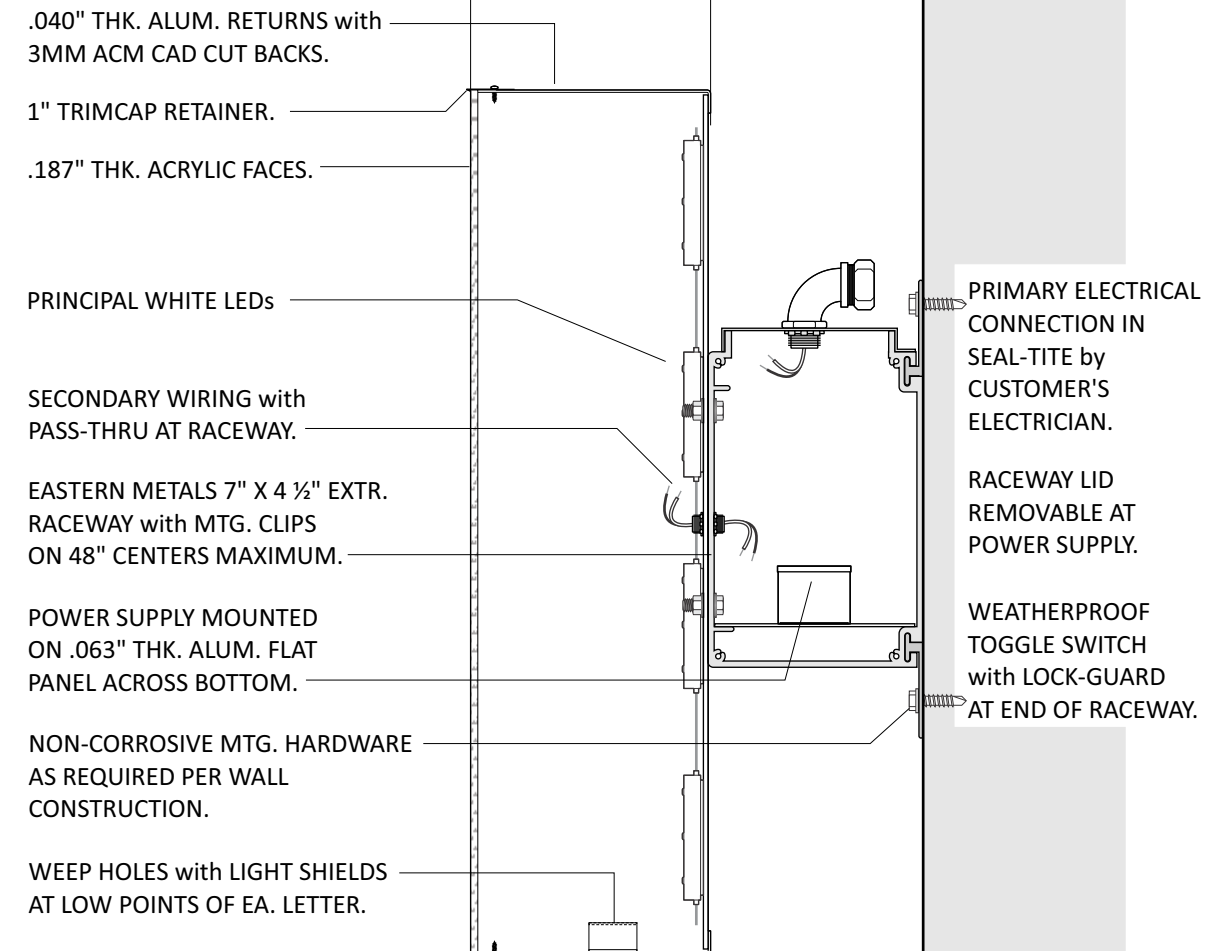 .040" THK. ALUM. RETURNS with
3MM ACM CAD CUT BACKS.
1" TRIMCAP RETAINER.
.187" THK. ACRYLIC FACES.
PRINCIPAL WHITE LEDs
SECONDARY WIRING with
PASS-THRU AT RACEWAY.
EASTERN METALS 7" X 4 ½" EXTR.
RACEWAY with MTG. CLIPS
ON 48" CENTERS MAXIMUM.
POWER SUPPLY MOUNTED
ON .063" THK. ALUM. FLAT
PANEL ACROSS BOTTOM.
NON-CORROSIVE MTG. HARDWARE
AS REQUIRED PER WALL
CONSTRUCTION.
WEEP HOLES with LIGHT SHIELDS
AT LOW POINTS OF EA. LETTER.
PRIMARY ELECTRICAL
CONNECTION IN
SEAL-TITE by
CUSTOMER'S
ELECTRICIAN.
RACEWAY LID
REMOVABLE AT
POWER SUPPLY.
WEATHERPROOF
TOGGLE SWITCH
with LOCK-GUARD
AT END OF RACEWAY.